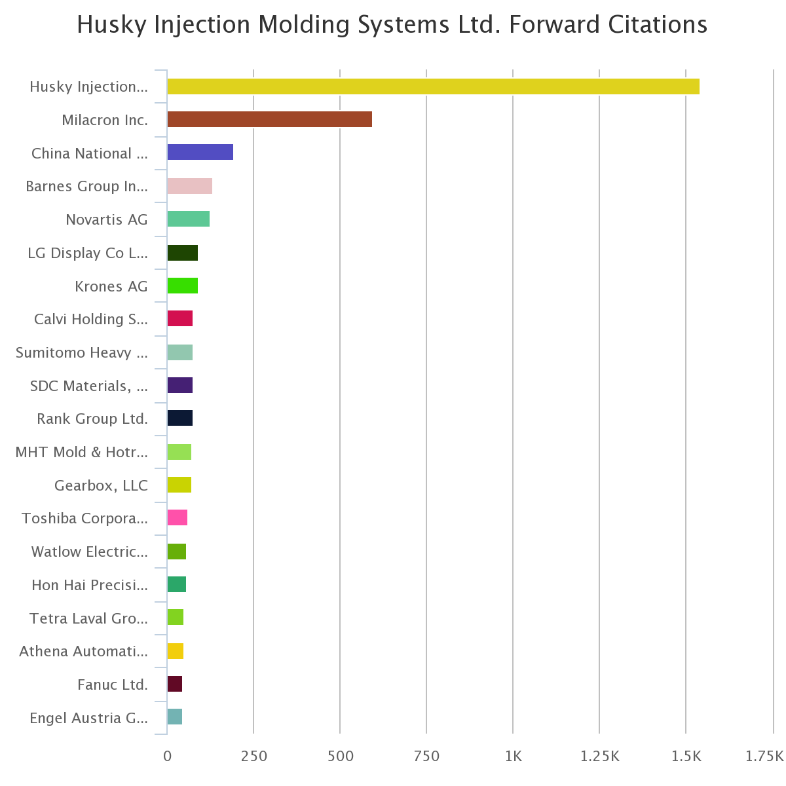 Husky Injection Molding Systems Ltd. Forward Citations
Husky Injection...
Milacron Inc.
China National ...
Barnes Group In...
Novartis AG
LG Display Co L...
Krones AG
Calvi Holding S...
Sumitomo Heavy ...
SDC Materials, ...
Rank Group Ltd.
MHT Mold & Hotr...
Gearbox, LLC
Toshiba Corpora...
Watlow Electric...
Hon Hai Precisi...
Tetra Laval Gro...
Athena Automati...
Fanuc Ltd.
Engel Austria G...
0 250 500 750 1K 1.25K 1.5K 1.75K